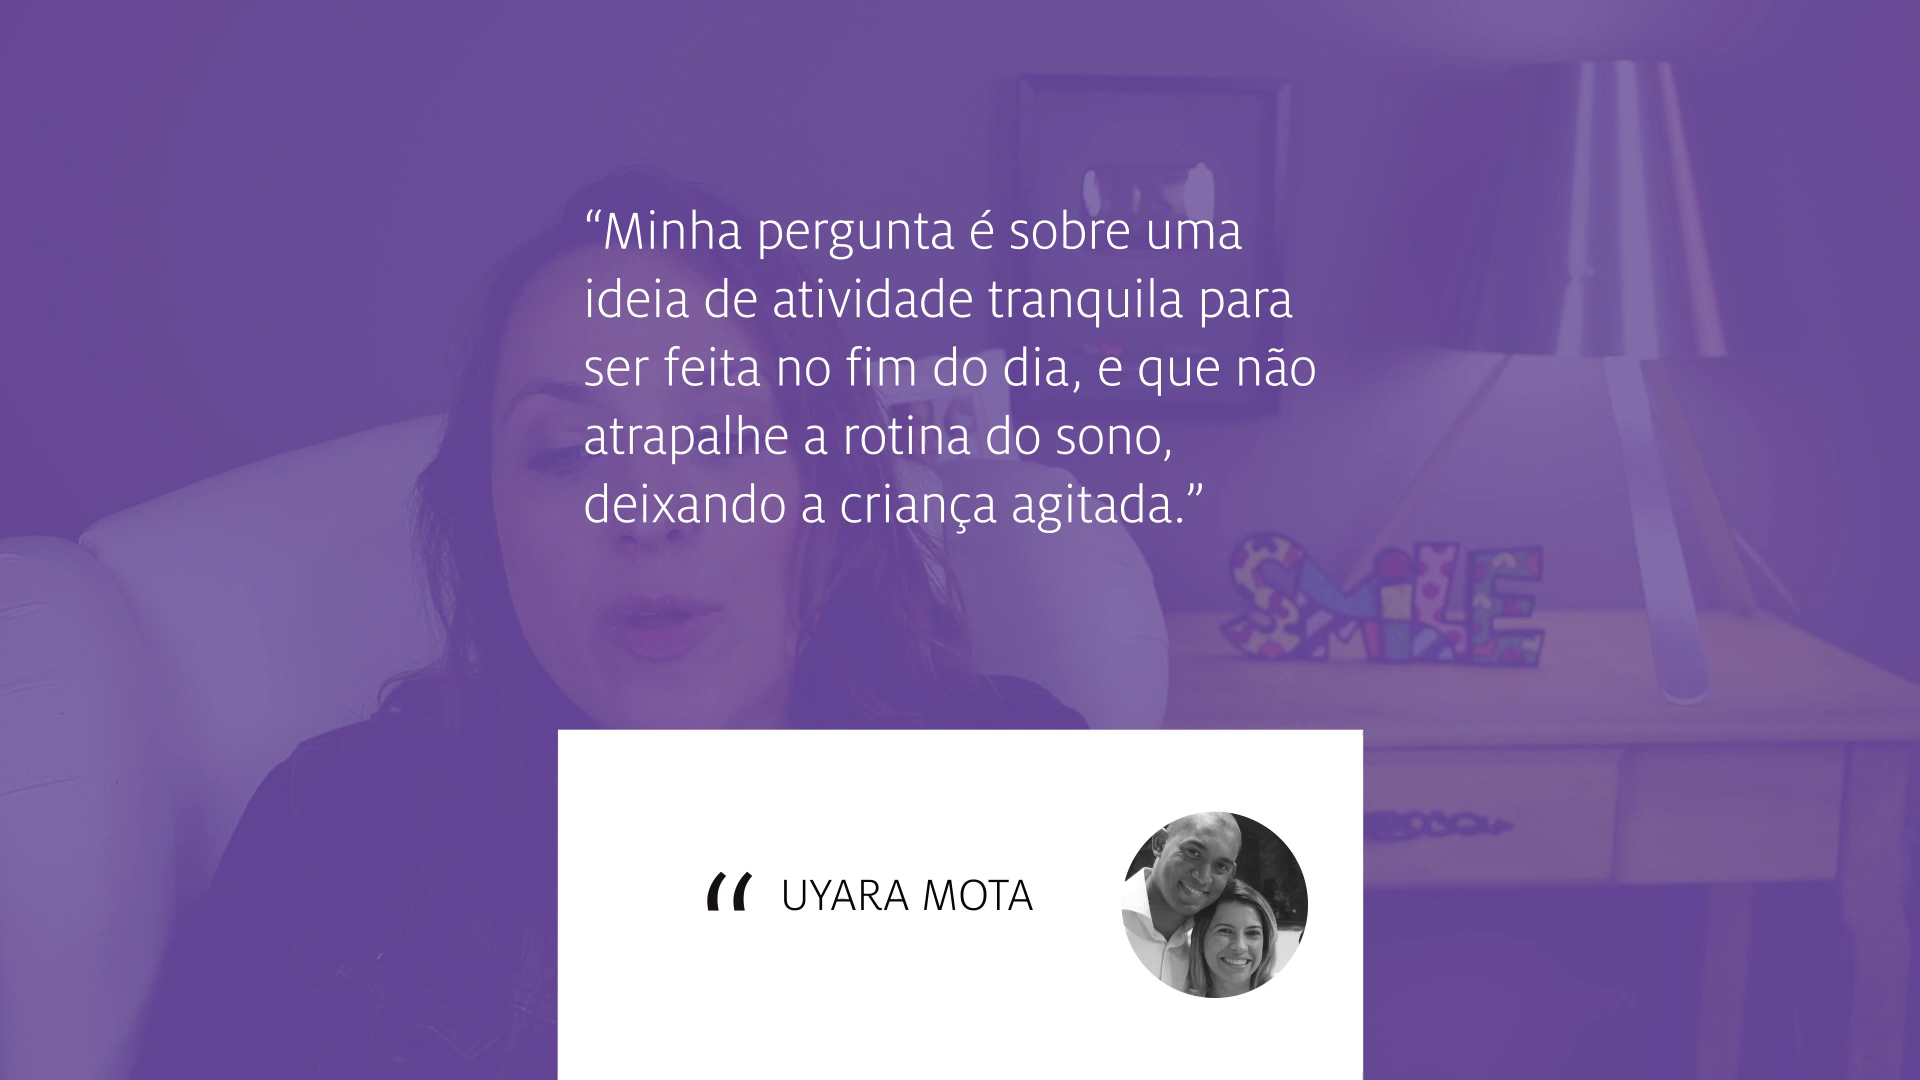 “Minha pergunta é sobre uma
ideia de atividade tranquila para
ser feita no fim do dia, e que não
atrapalhe a rotina do sono,
deixando a criança agitada.”
SMILE
“ UYARA MOTA